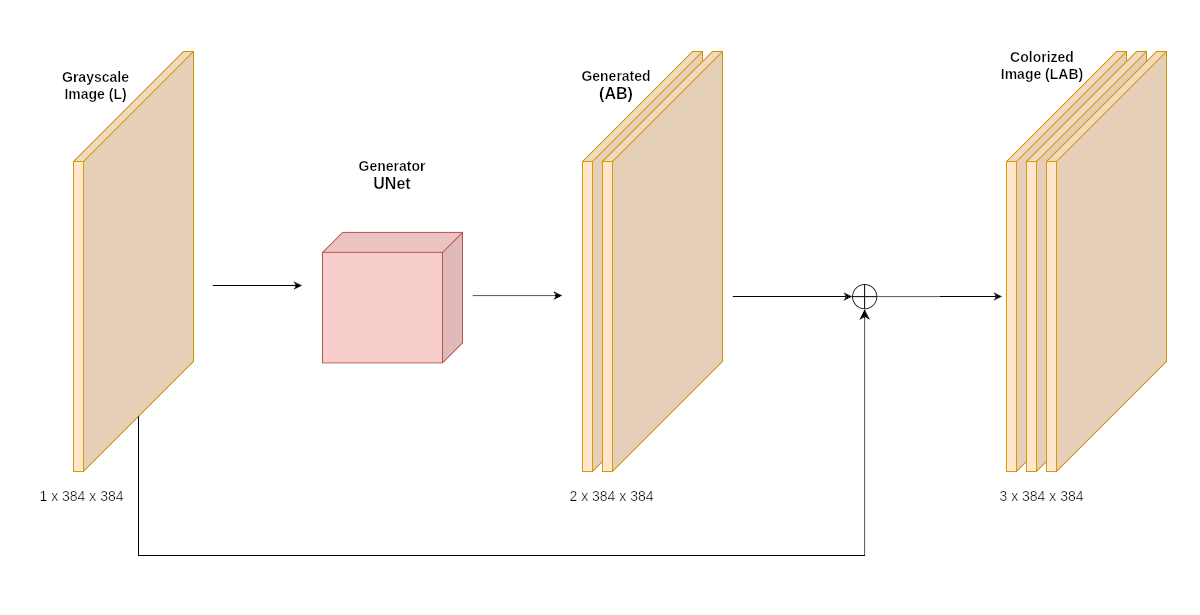 Grayscale
Image (L)
Generator
UNet
Generated
(AB)
Colorized
Image (LAB)
1 x 384 x 384
2 x 384 x 384
3 x 384 x 384